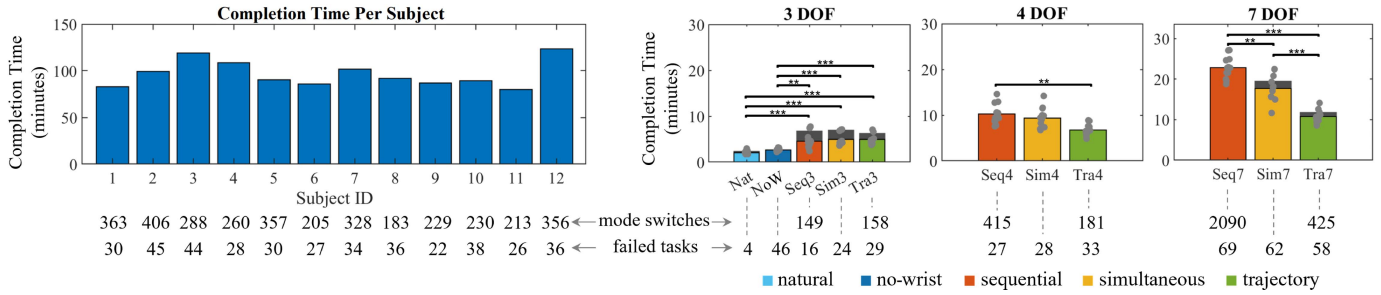 Completion Time Per Subject
Completion Time
(minutes)
150
100
50
0
1 2 3 4 5 6 7 8 9 10 11 12
Subject ID
363 406 288 260 357 205 328 183 229 230 213 356
30 45 44 28 30 27 34 36 22 38 26 36
mode switches
failed tasks
3 DOF
Completion Time
(minutes)
30
20
10
0
***
***
**
***
***
***
Nat NoW Seq3 Sim3 Tra3
149 158
4 46 16 24 29
4 DOF
30
20
10
0
**
Seq4 Sim4 Tra4
415 181
27 28 33
7 DOF
30
20
10
0
***
**
***
Seq7 Sim7 Tra7
2090 425
69 62 58
natural no-wrist sequential simultaneous trajectory